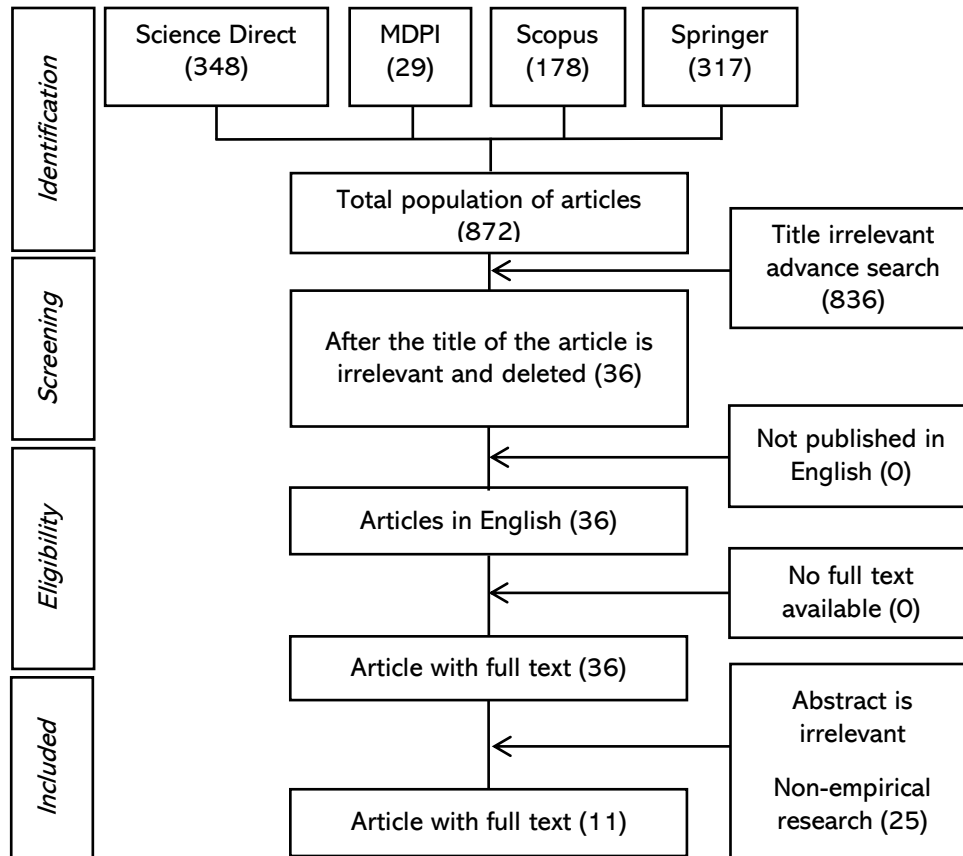 Identification
Science Direct
(348)
MDPI
(29)
Scopus
(178)
Springer
(317)
Total population of articles
(872)
Title irrelevant
advance search
(836)
Screening
After the title of the article is
irrelevant and deleted (36)
Not published in
English (0)
Eligibility
Articles in English (36)
No full text
available (0)
Article with full text (36)
Included
Abstract is
irrelevant
Non-empirical
research (25)
Article with full text (11)